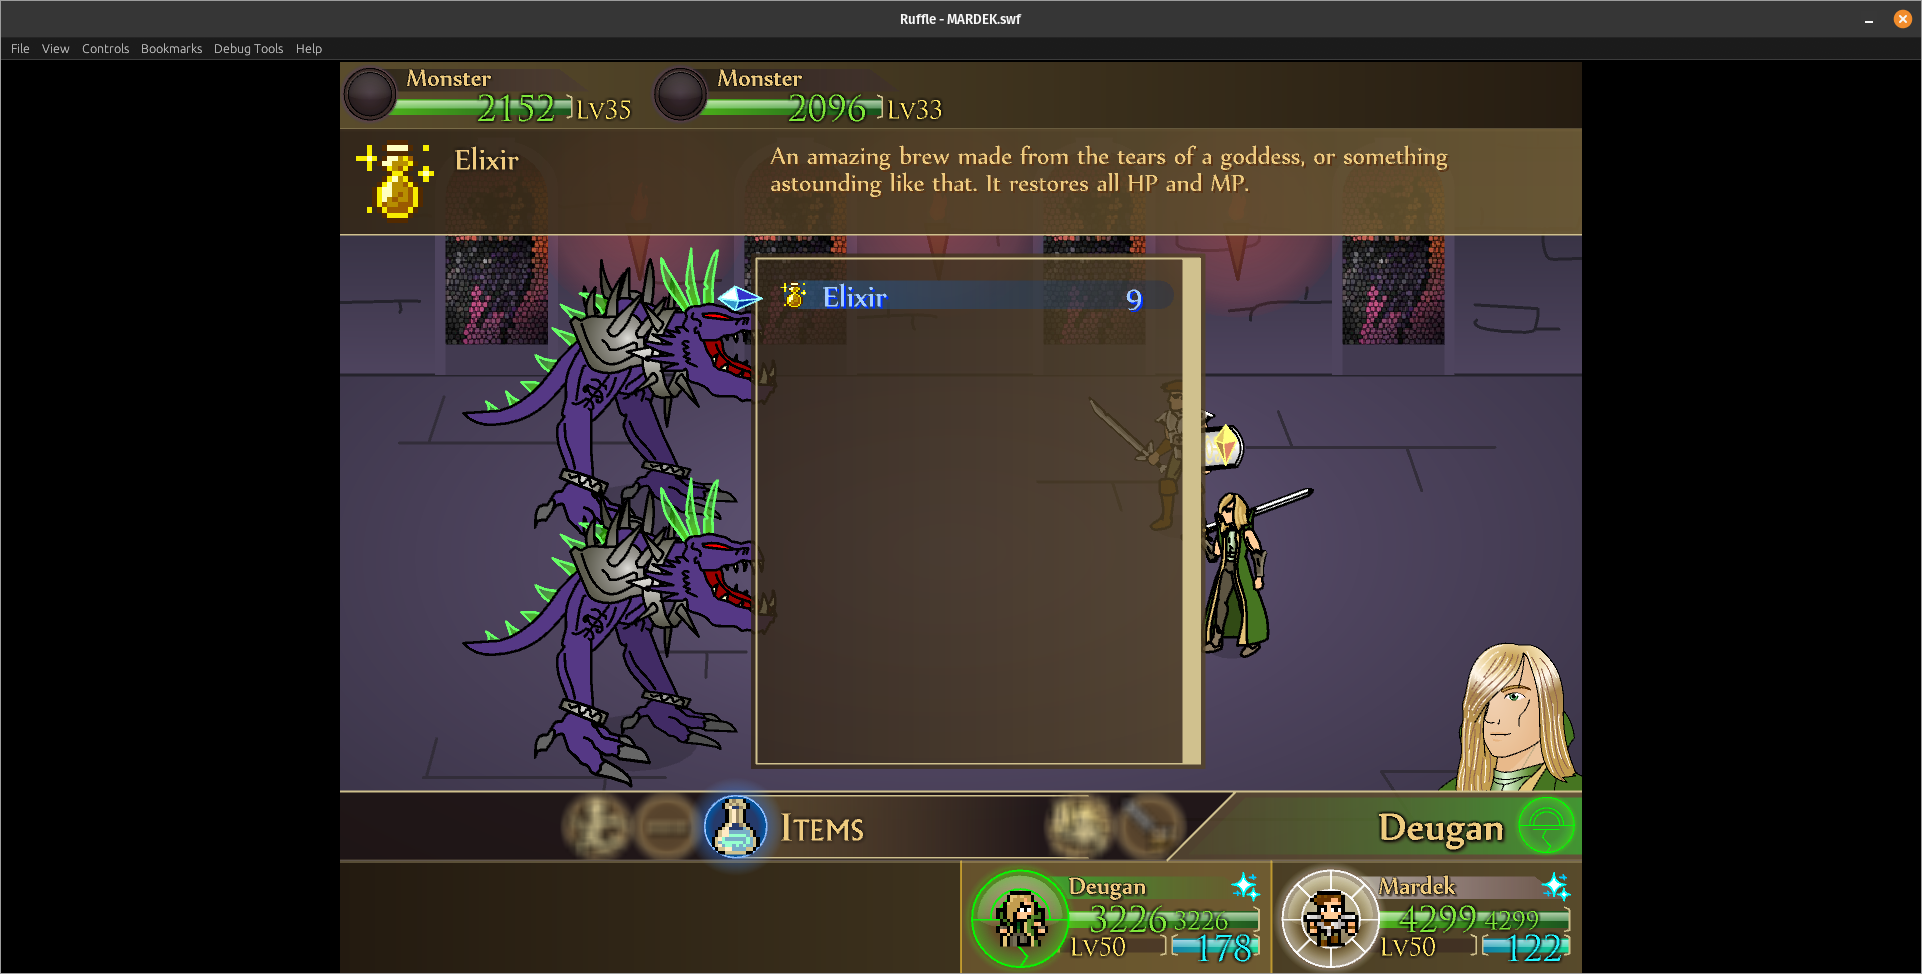 Ruffle - MARDEK.swf
File View Controls Bookmarks Debug Tools Help
Monster
2152 Lv35
Monster
2096 Lv33
Elixir
An amazing brew made from the tears of a goddess, or something
astounding like that. It restores all HP and MP.
Elixir 9
Items
Deugan
Deugan
3226 3226
Lv50 178
Mardek
4299 4299
Lv50 122